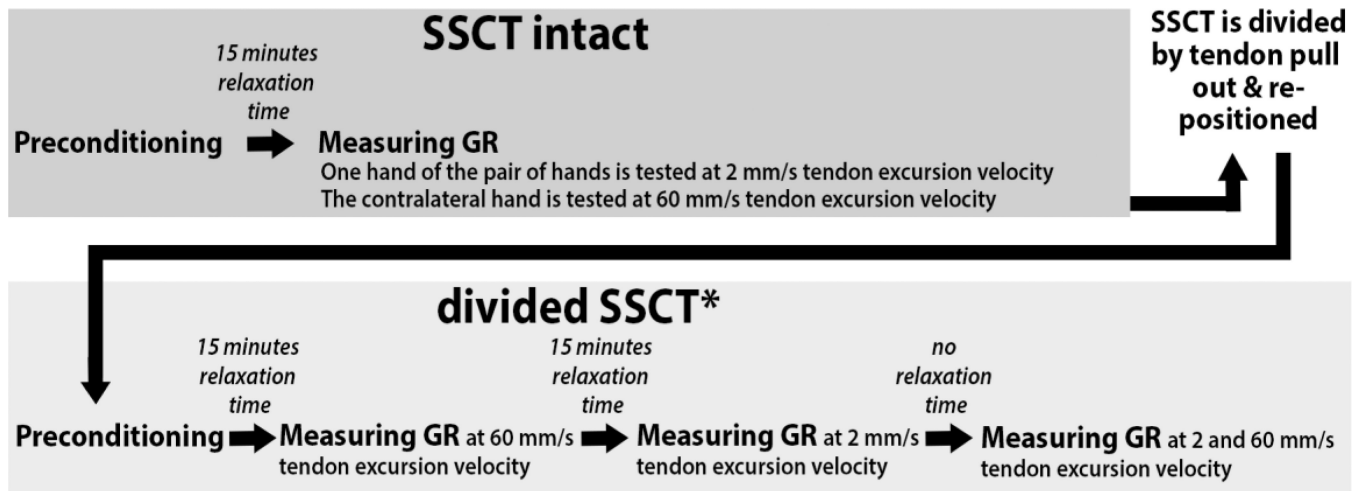 SSCT intact
15 minutes
relaxation
time
Preconditioning
Measuring GR
One hand of the pair of hands is tested at 2 mm/s tendon excursion velocity
The contralateral hand is tested at 60 mm/s tendon excursion velocity
SSCT is divided
by tendon pull
out & re-
positioned
divided SSCT*
15 minutes
relaxation
time
15 minutes
relaxation
time
no
relaxation
time
Preconditioning
Measuring GR at 60 mm/s
tendon excursion velocity
Measuring GR at 2 mm/s
tendon excursion velocity
Measuring GR at 2 and 60 mm/s
tendon excursion velocity